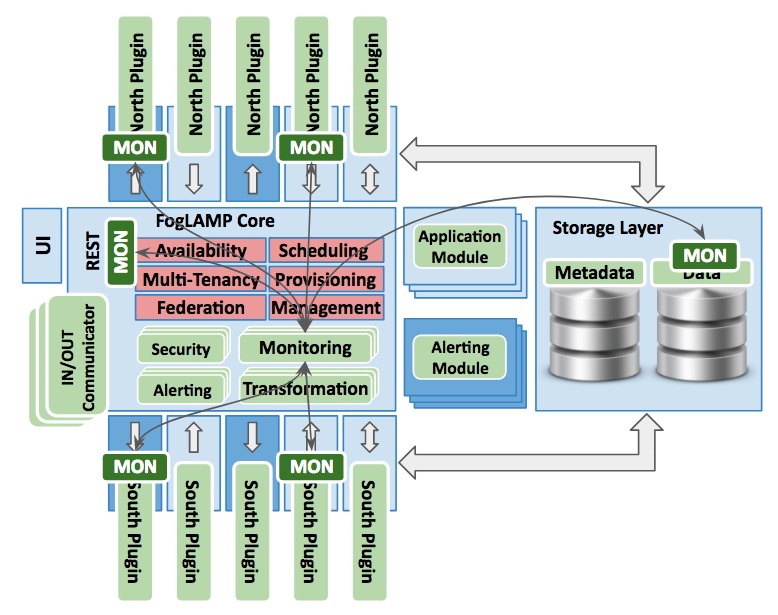 North Plugin
North Plugin
North Plugin
North Plugin
North Plugin
MON
MON
UI
REST
MON
FogLAMP Core
Availability
Scheduling
Multi-Tenancy
Provisioning
Federation
Management
Security
Monitoring
Alerting
Transformation
IN/OUT
Communicator
Application
Module
Alerting
Module
Storage Layer
MON
Metadata
Data
MON
MON
South Plugin
South Plugin
South Plugin
South Plugin
South Plugin